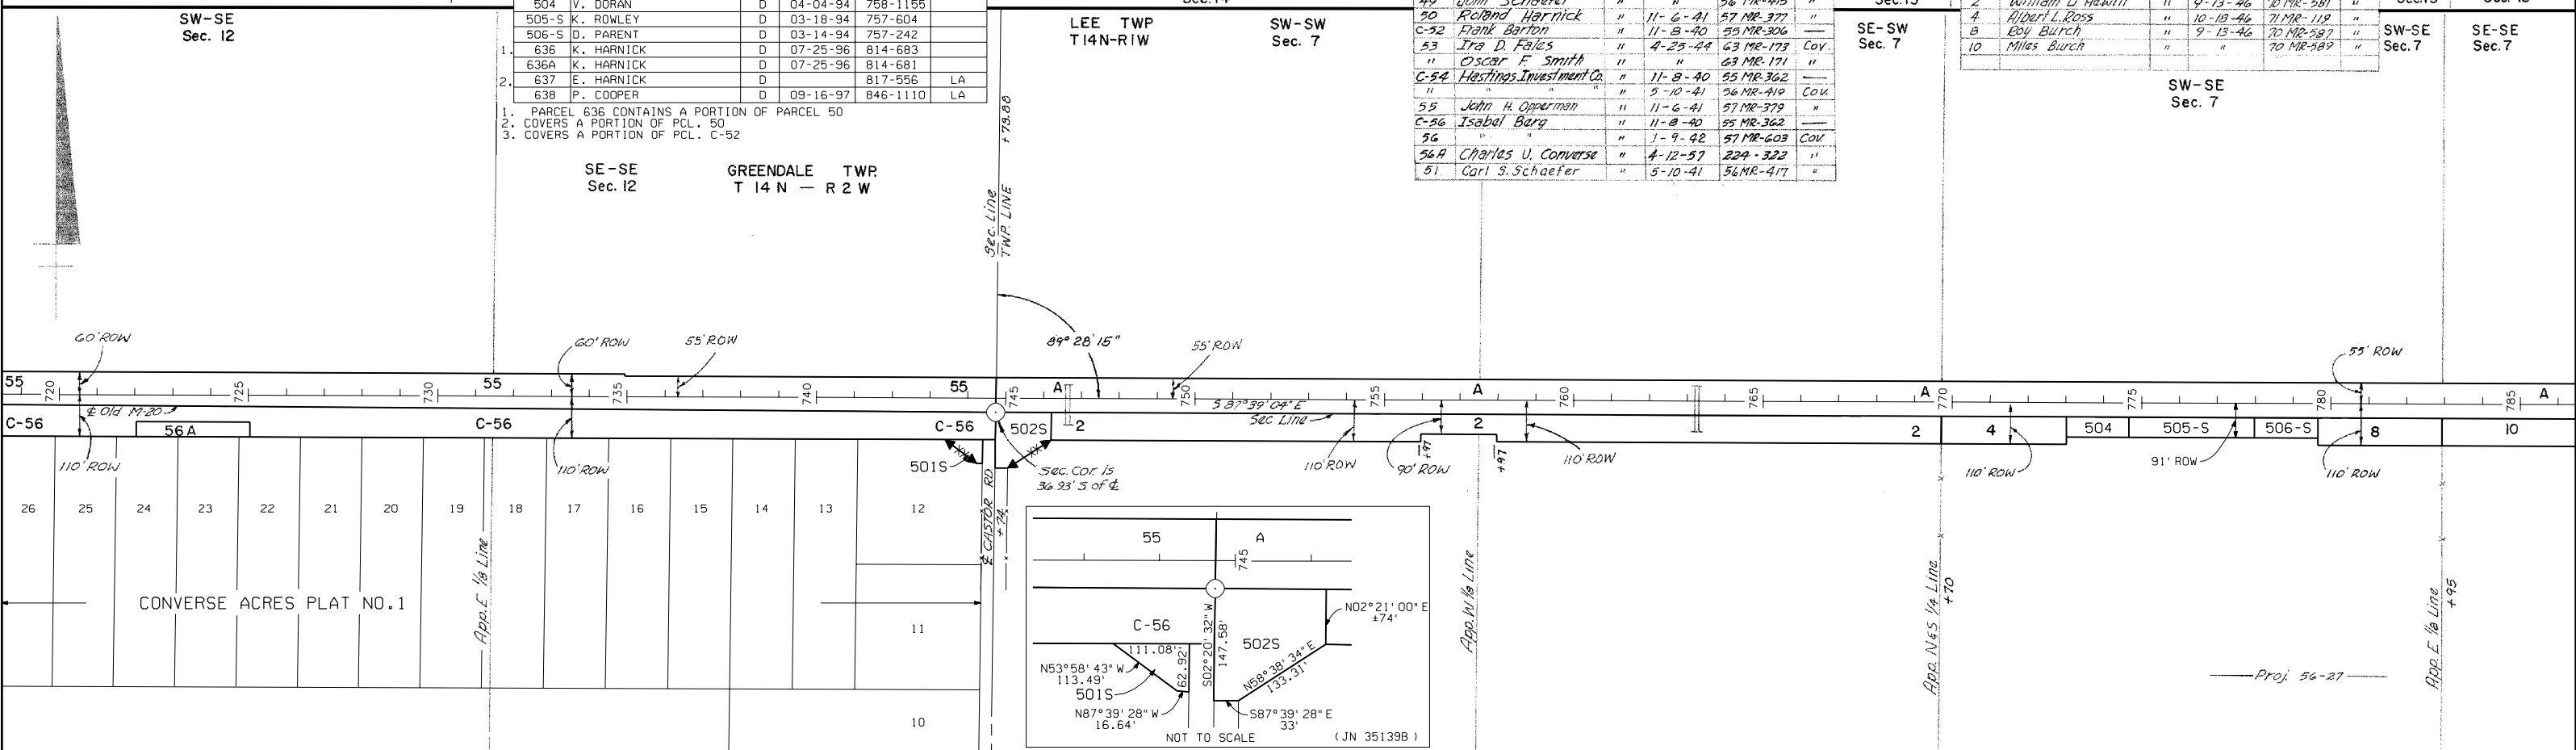 SW-SE
Sec. 12
504 V. DORAN D 04-04-94 758-1155
505-S K. ROWLEY D 03-18-94 757-604
506-S D. PARENT D 03-14-94 757-242
1. 636 K. HARNICK D 07-25-96 814-683
636A K. HARNICK D 07-25-96 814-681
2. 637 E. HARNICK D 817-556 LA
638 P. COOPER D 09-16-97 846-1110 LA
1. PARCEL 636 CONTAINS A PORTION OF PARCEL 50
2. COVERS A PORTION OF PCL. 50
3. COVERS A PORTION OF PCL. C-52
SE-SE
Sec. 12
GREENDALE TWP.
T 14 N — R 2 W
LEE TWP
T14N-R1W
SW-SW
Sec. 7
50 Roland Harnick " 11-6-41 57 MR-377 "
C-52 Frank Barton " 11-8-40 55 MR-306 —
53 Ira D. Fales " 4-25-44 63 MR-173 Cov.
" Oscar F. Smith " " 63 MR-171 "
C-54 Hastings Investment Co. " 11-8-40 55 MR-362 —
" " " " " 5-10-41 56 MR-419 Cov.
55 John H. Opperman " 11-6-41 57 MR-379 "
C-56 Isabel Berg " 11-8-40 55 MR-362 —
56 " " " 1-9-42 57 MR-603 Cov.
56A Charles U. Converse " 4-12-57 224-322 "
51 Carl S. Schaefer " 5-10-41 56 MR-417 "
SE-SW
Sec. 7
4 Albert L. Ross " 10-18-46 71 MR-119 "
8 Roy Burch " 9-13-46 70 MR-587 "
10 Miles Burch " " 70 MR-589 "
SW-SE
Sec. 7
SE-SE
Sec. 7
SW-SE
Sec. 7
Sec. Line
TWP. LINE +79.88
60' ROW
60' ROW
55' ROW
89° 28' 15"
55' ROW
55' ROW
55 720 725 730 55 735 740 55 745 A 750 755 A 760 765 A 770 775 780 785 A
℄ Old M-20
S 87°39'04" E
Sec Line
C-56 56A C-56 C-56 502S 2 2 2 4 504 505-S 506-S 8 10
110' ROW
110' ROW
501S
XX
XX
Sec. Cor. is
36.93' S. of ℄
110' ROW
+97
90' ROW
+97
110' ROW
110' ROW
91' ROW
110' ROW
26 25 24 23 22 21 20 19 18 17 16 15 14 13 12
11
10
CONVERSE ACRES PLAT NO.1
App. E 1/8 Line
℄ CASTOR RD.
+74
55 A
745
C-56
502S
N02°21'00"E
±74'
111.08'
62.92'
S02°20'32"W
147.58'
N53°58'43"W
113.49'
501S
N58°38'34"E
133.31'
N87°39'28"W
16.64'
S87°39'28"E
33'
NOT TO SCALE
(JN 35139B)
App. W 1/8 Line
App. N&S 1/4 Line
+70
App. E 1/8 Line
+95
Proj. 56-27